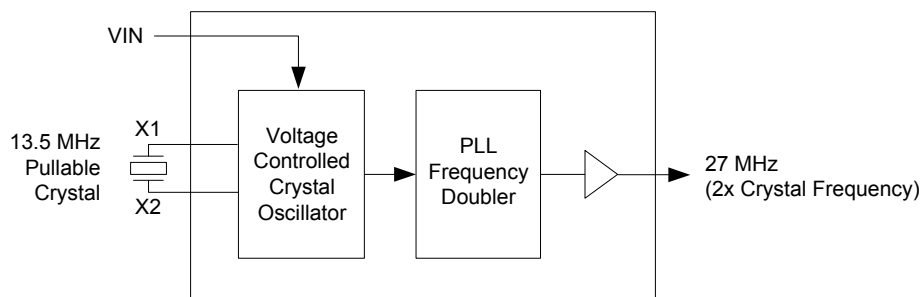 VIN
13.5 MHz
Pullable
Crystal
X1
X2
Voltage
Controlled
Crystal
Oscillator
PLL
Frequency
Doubler
27 MHz
(2x Crystal Frequency)